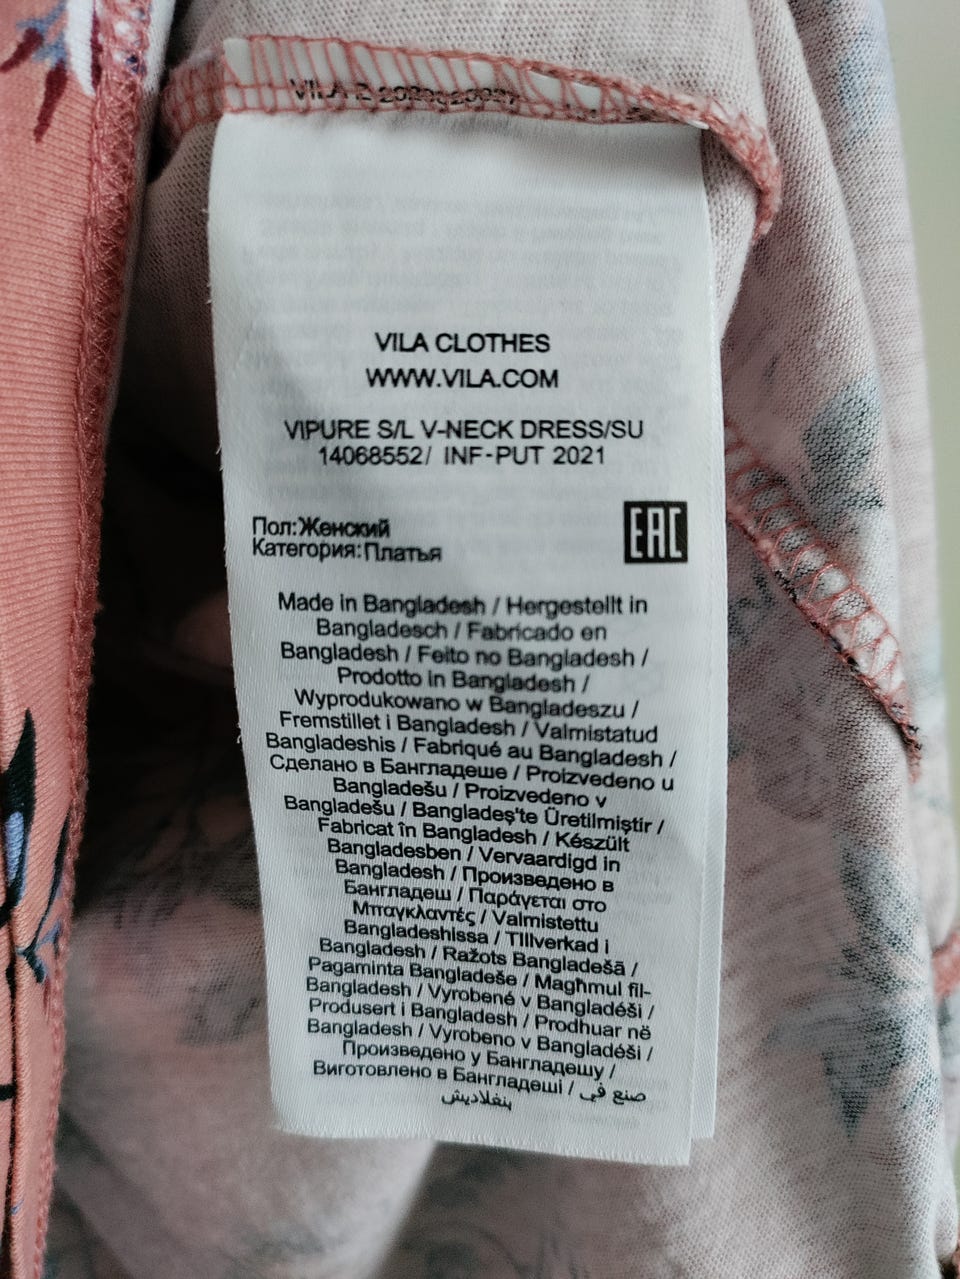 VILA CLOTHES
WWW.VILA.COM
VIPURE S/L V-NECK DRESS/SU
14068552/ INF-PUT 2021
Пол:Женский
Категория:Платья
EAC
Made in Bangladesh / Hergestellt in
Bangladesch / Fabricado en
Bangladesh / Feito no Bangladesh /
Prodotto in Bangladesh /
Wyprodukowano w Bangladeszu /
Fremstillet i Bangladesh / Valmistatud
Bangladeshis / Fabriqué au Bangladesh /
Сделано в Бангладеше / Proizvedeno u
Bangladešu / Proizvedeno v
Bangladešu / Bangladeş'te Üretilmiştir /
Fabricat în Bangladesh / Készült
Bangladesben / Vervaardigd in
Bangladesh / Произведено в
Бангладеш / Παράγεται στο
Μπαγκλαντές / Valmistettu
Bangladeshissa / Tillverkad i
Bangladesh / Ražots Bangladešā /
Pagaminta Bangladeše / Magħmul fil-
Bangladesh / Vyrobené v Bangladéši /
Produsert i Bangladesh / Prodhuar në
Bangladesh / Vyrobeno v Bangladéši /
Произведено у Бангладешу /
Виготовлено в Бангладеші / صنع في
بنغلاديش